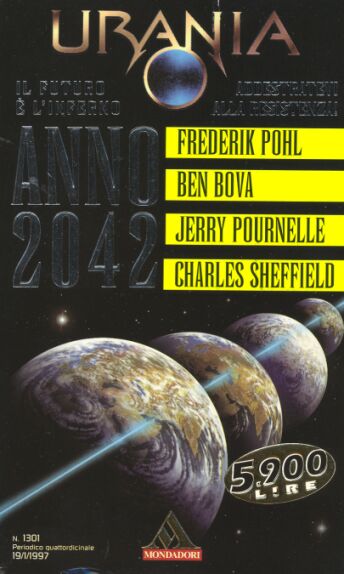 URANIA
IL FUTURO
È L'INFERNO
ADDESTRATEVI
ALLA RESISTENZA!
ANNO
2042
FREDERIK POHL
BEN BOVA
JERRY POURNELLE
CHARLES SHEFFIELD
5.900
LIRE
N. 1301
Periodico quattordicinale
19/1/1997
MONDADORI